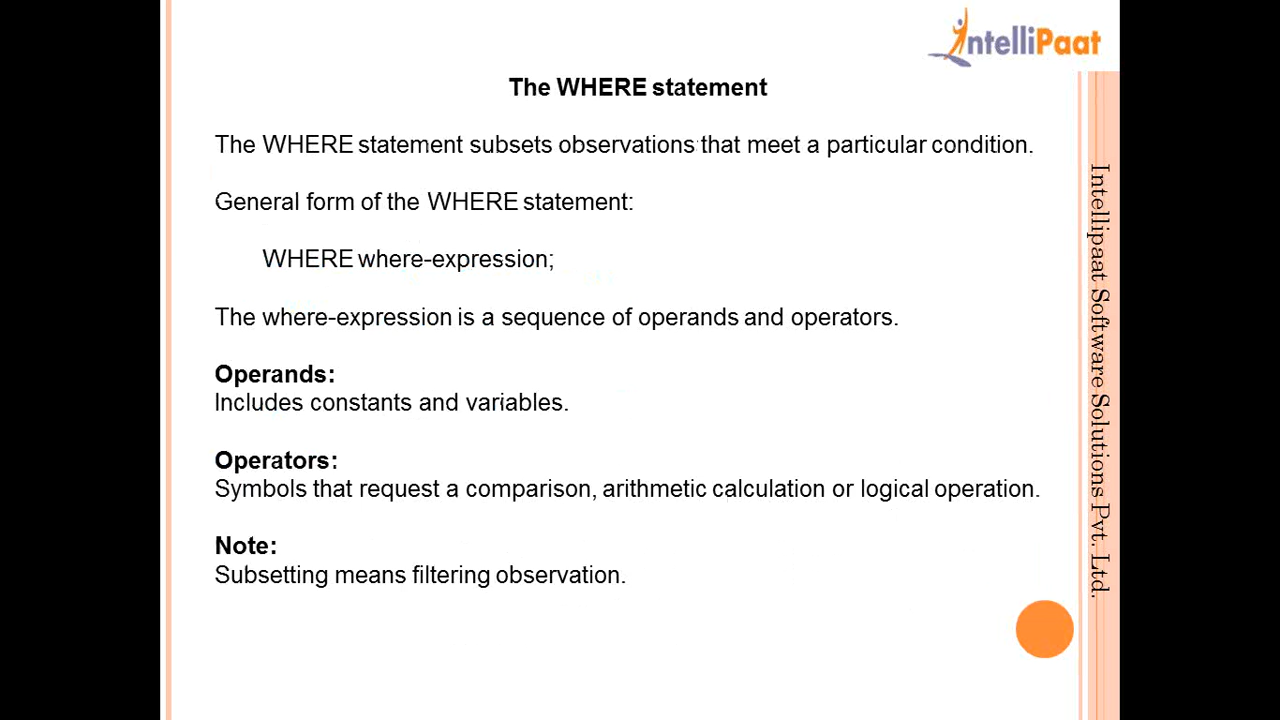 IntelliPaat
The WHERE statement
The WHERE statement subsets observations that meet a particular condition.
General form of the WHERE statement:
WHERE where-expression;
The where-expression is a sequence of operands and operators.
Operands:
Includes constants and variables.
Operators:
Symbols that request a comparison, arithmetic calculation or logical operation.
Note:
Subsetting means filtering observation.
Intellipaat Software Solutions Pvt. Ltd.